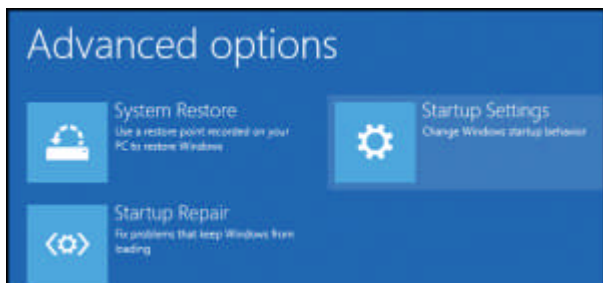 Advanced options
System Restore
Use a restore point recorded on your
PC to restore Windows
Startup Settings
Change Windows startup behavior
Startup Repair
Fix problems that keep Windows from
loading